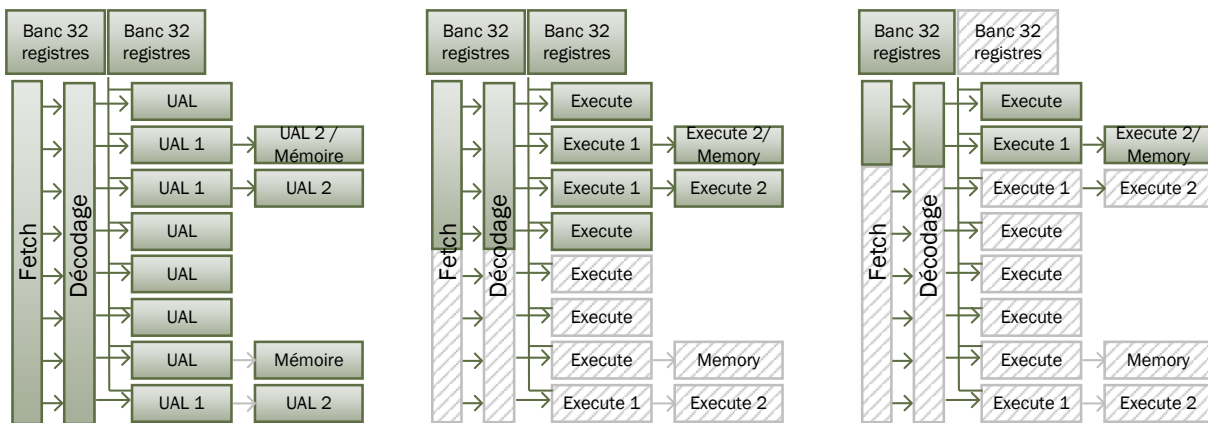 Banc 32
registres
Banc 32
registres
Fetch
Décodage
UAL
UAL 1
UAL 2 /
Mémoire
UAL 1
UAL 2
UAL
UAL
UAL
UAL
Mémoire
UAL 1
UAL 2
Banc 32
registres
Banc 32
registres
Fetch
Décodage
Execute
Execute 1
Execute 2/
Memory
Execute 1
Execute 2
Execute
Execute
Execute
Execute
Memory
Execute 1
Execute 2
Banc 32
registres
Banc 32
registres
Fetch
Décodage
Execute
Execute 1
Execute 2/
Memory
Execute 1
Execute 2
Execute
Execute
Execute
Execute
Memory
Execute 1
Execute 2